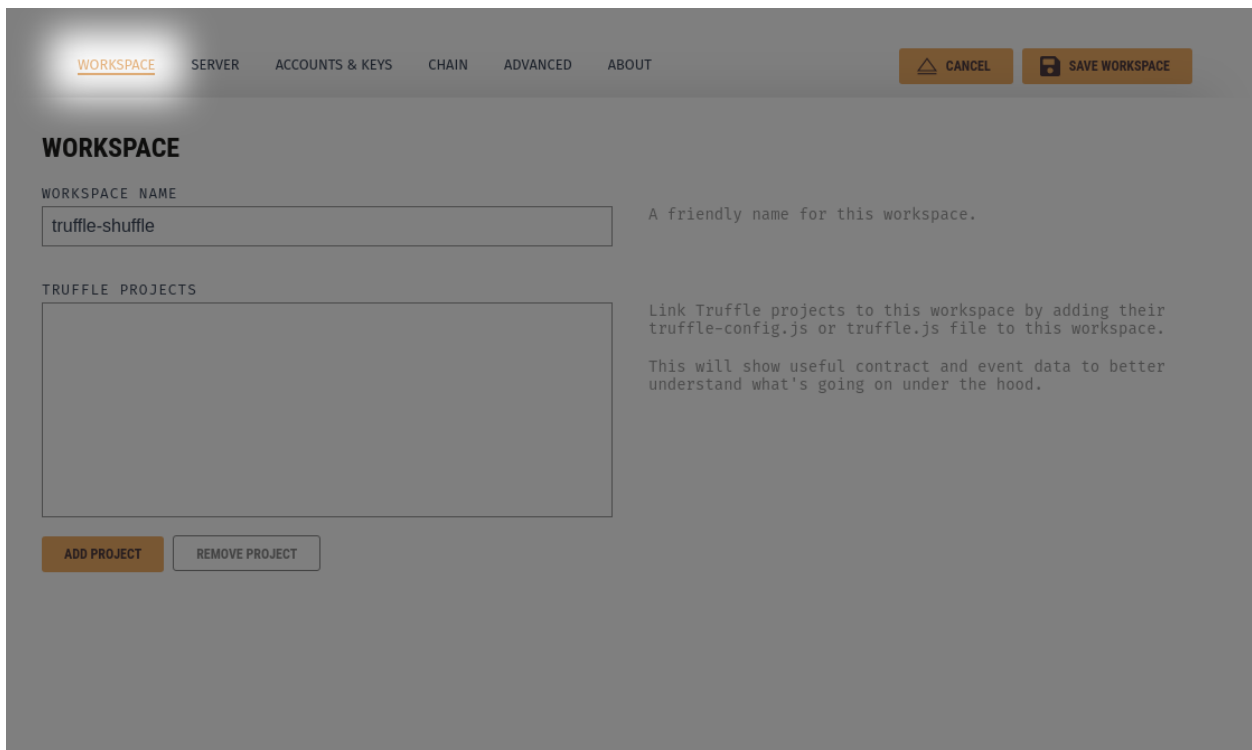 WORKSPACE SERVER ACCOUNTS & KEYS CHAIN ADVANCED ABOUT CANCEL SAVE WORKSPACE
WORKSPACE
WORKSPACE NAME
truffle-shuffle
A friendly name for this workspace.
TRUFFLE PROJECTS
Link Truffle projects to this workspace by adding their
truffle-config.js or truffle.js file to this workspace.
This will show useful contract and event data to better
understand what's going on under the hood.
ADD PROJECT REMOVE PROJECT